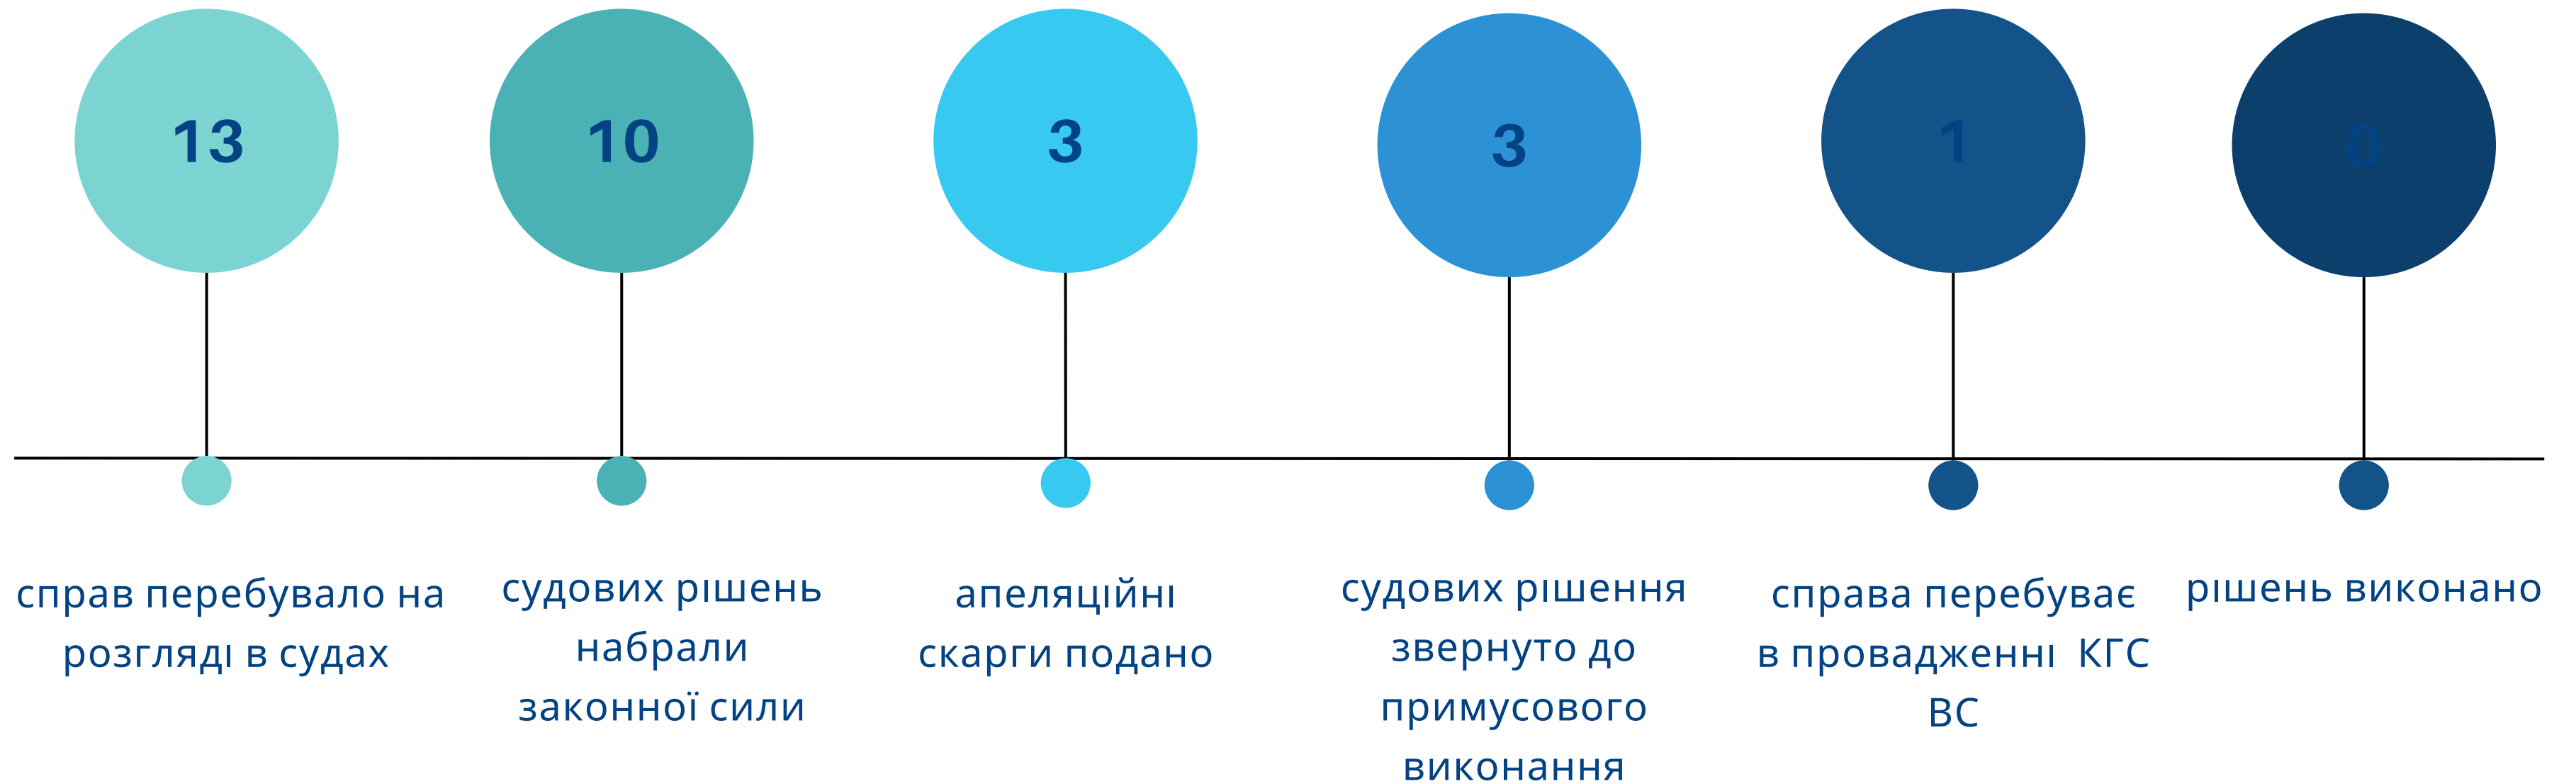 13
10
3
3
1
0
справ перебувало на
розгляді в судах
судових рішень
набрали
законної сили
апеляційні
скарги подано
судових рішення
звернуто до
примусового
виконання
справа перебуває
в провадженні КГС
ВС
рішень виконано